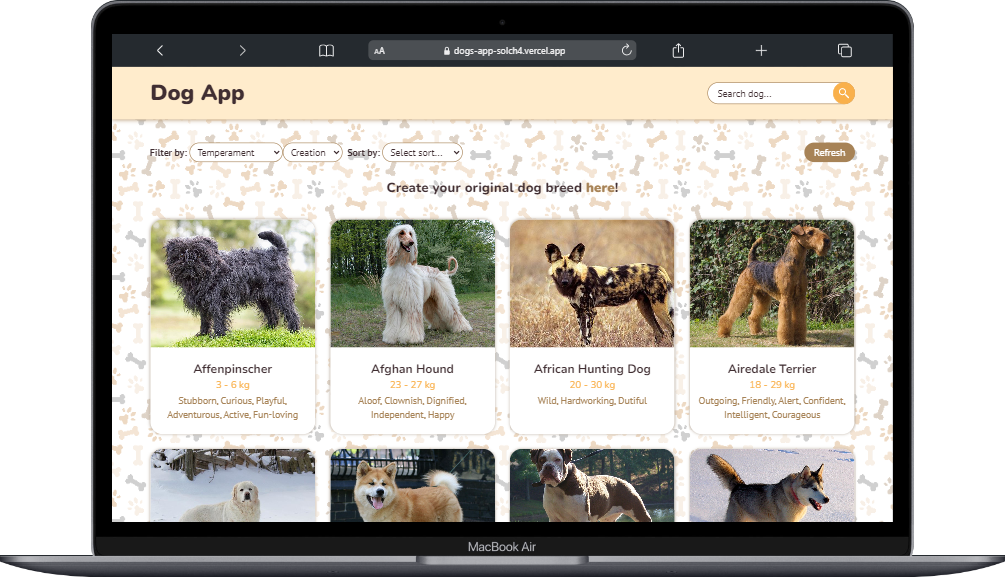 AA dogs-app-solch4.vercel.app
Dog App
Search dog...
Filter by: Temperament Creation Sort by: Select sort... Refresh
Create your original dog breed here!
Affenpinscher
3 - 6 kg
Stubborn, Curious, Playful,
Adventurous, Active, Fun-loving
Afghan Hound
23 - 27 kg
Aloof, Clownish, Dignified,
Independent, Happy
African Hunting Dog
20 - 30 kg
Wild, Hardworking, Dutiful
Airedale Terrier
18 - 29 kg
Outgoing, Friendly, Alert, Confident,
Intelligent, Courageous
MacBook Air